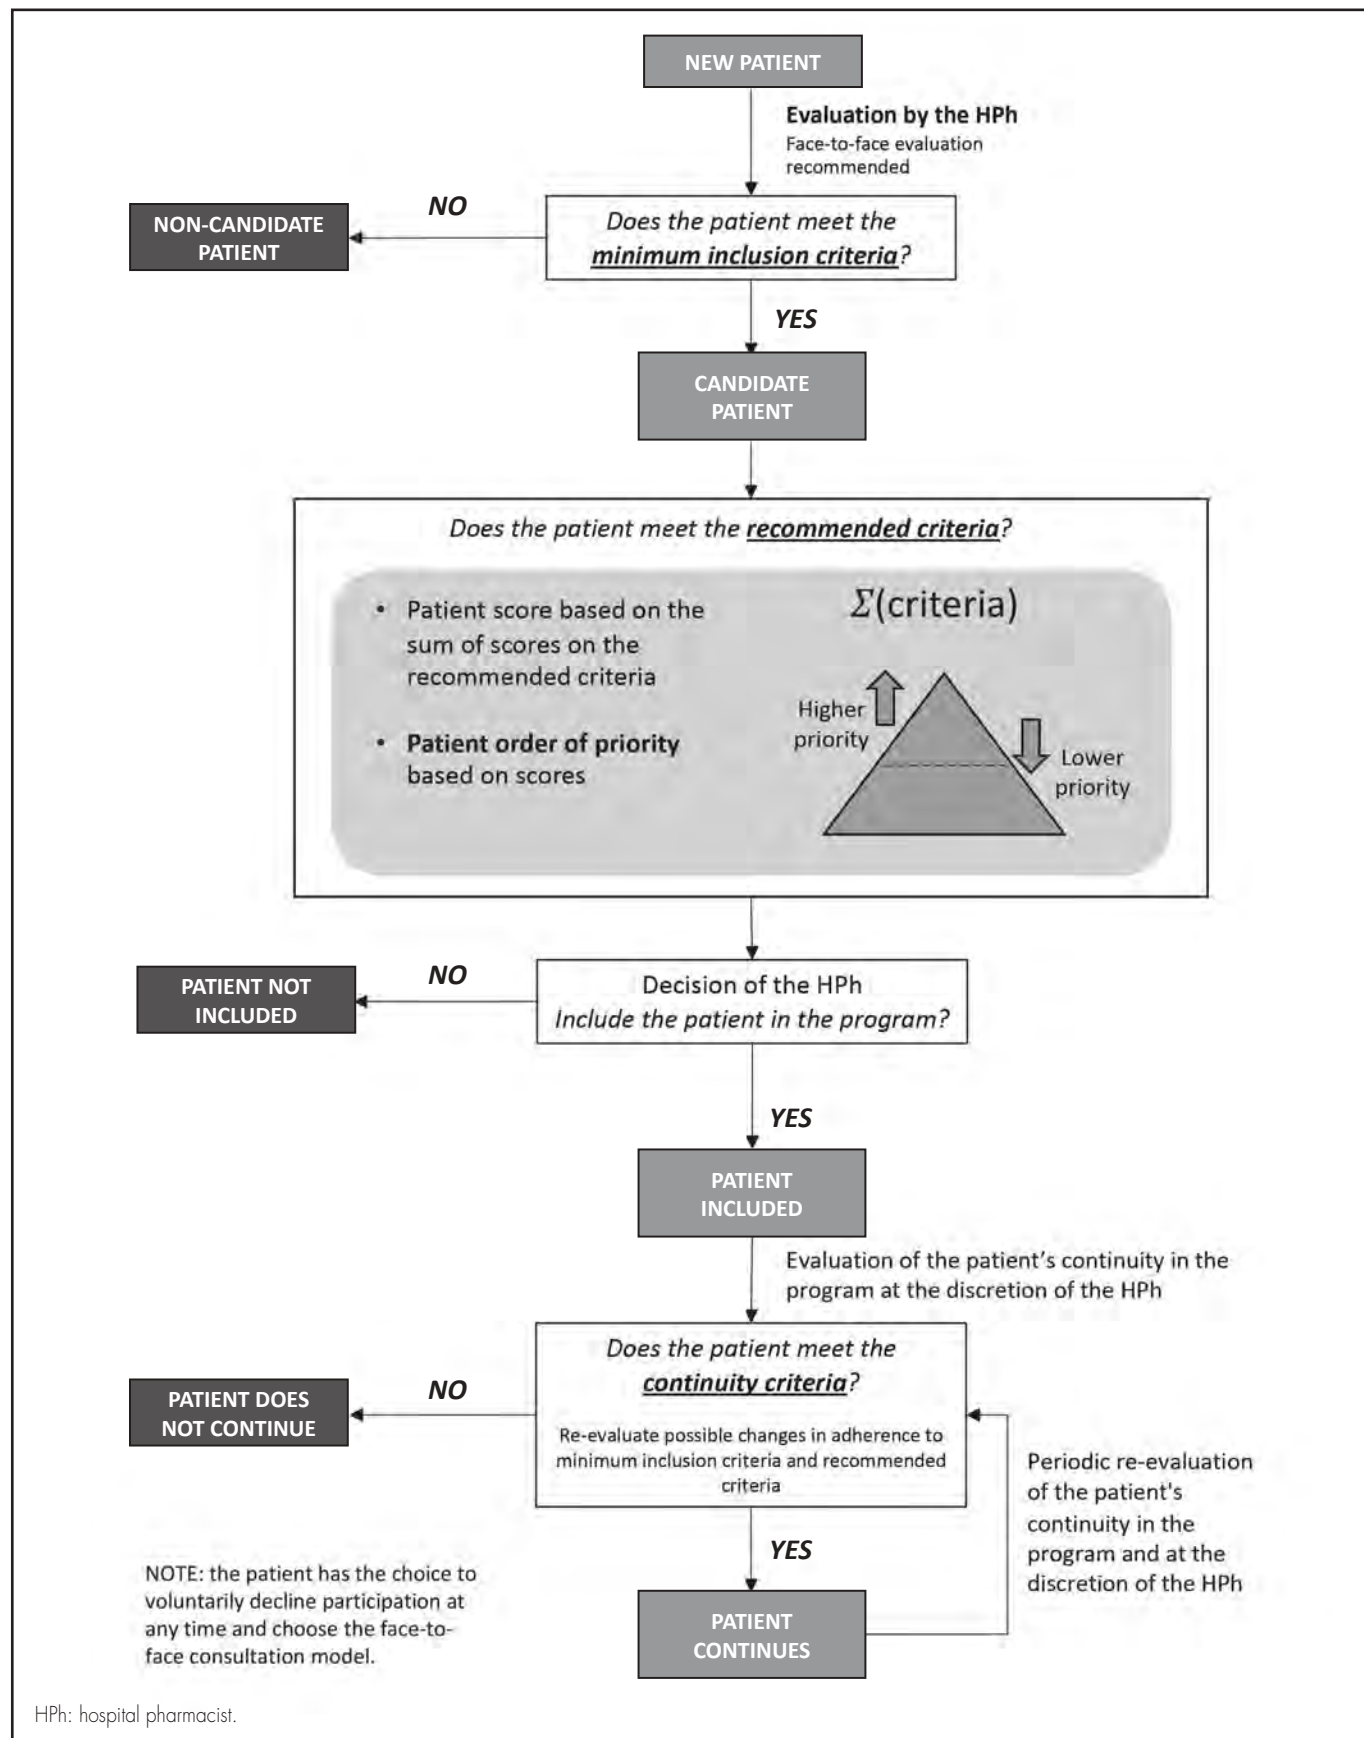 NEW PATIENT
Evaluation by the HPh
Face-to-face evaluation
recommended
NO
NON-CANDIDATE
PATIENT
Does the patient meet the
minimum inclusion criteria?
YES
CANDIDATE
PATIENT
Does the patient meet the recommended criteria?
• Patient score based on the
sum of scores on the
recommended criteria
• Patient order of priority
based on scores
Σ(criteria)
Higher
priority
Lower
priority
NO
PATIENT NOT
INCLUDED
Decision of the HPh
Include the patient in the program?
YES
PATIENT
INCLUDED
Evaluation of the patient's continuity in the
program at the discretion of the HPh
Does the patient meet the
continuity criteria?
Re-evaluate possible changes in adherence to
minimum inclusion criteria and recommended
criteria
NO
PATIENT DOES
NOT CONTINUE
Periodic re-evaluation
of the patient's
continuity in the
program and at the
discretion of the HPh
YES
PATIENT
CONTINUES
NOTE: the patient has the choice to
voluntarily decline participation at
any time and choose the face-to-
face consultation model.
HPh: hospital pharmacist.